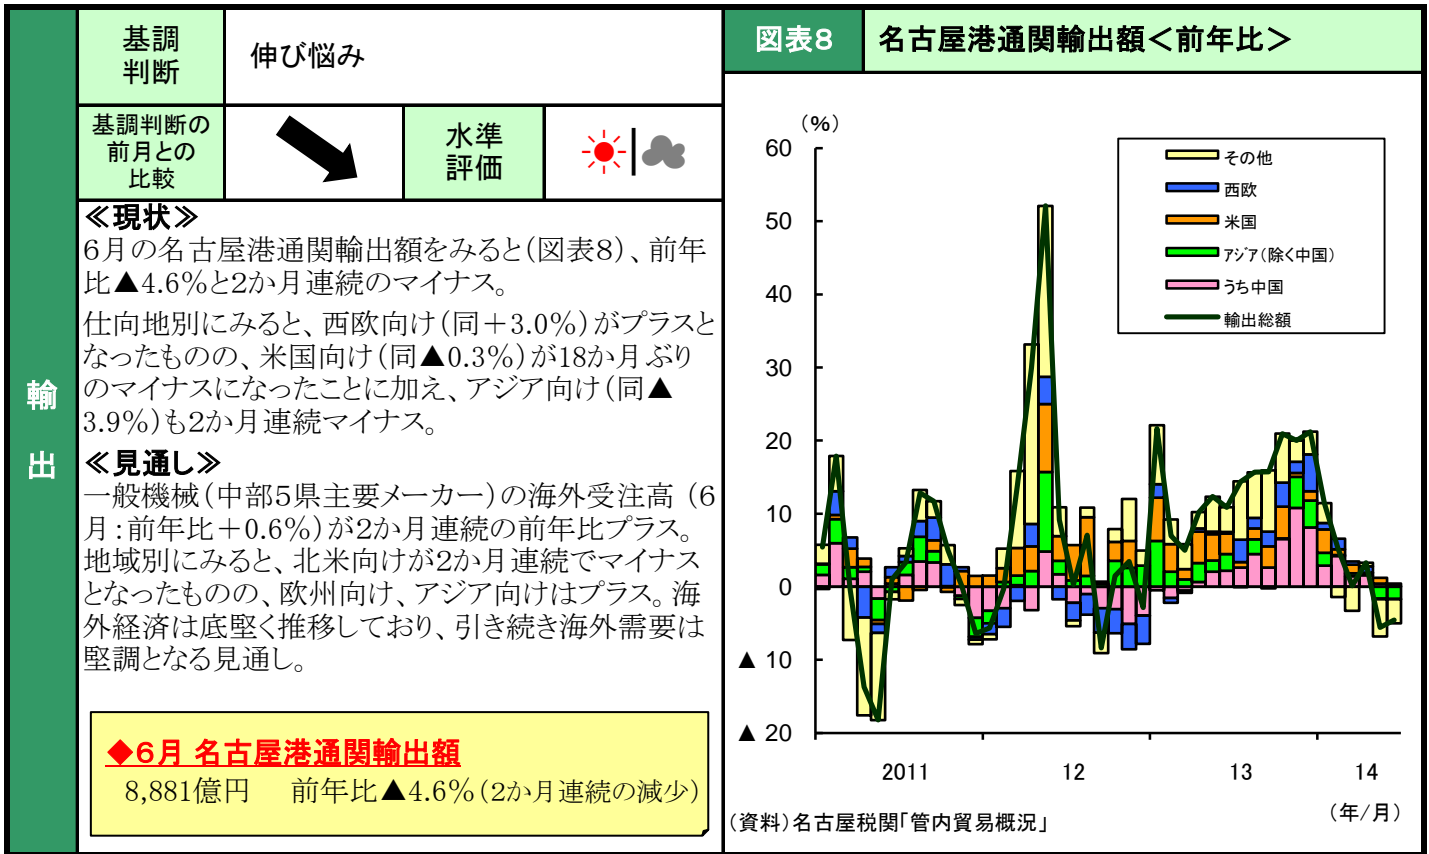 輸
出
基調
判断
伸び悩み
基調判断の
前月との
比較
水準
評価
≪現状≫
6月の名古屋港通関輸出額をみると(図表8)、前年
比▲4.6%と2か月連続のマイナス。
仕向地別にみると、西欧向け(同+3.0%)がプラスと
なったものの、米国向け(同▲0.3%)が18か月ぶり
のマイナスになったことに加え、アジア向け(同▲
3.9%)も2か月連続マイナス。
≪見通し≫
一般機械(中部5県主要メーカー)の海外受注高(6
月:前年比+0.6%)が2か月連続の前年比プラス。
地域別にみると、北米向けが2か月連続でマイナス
となったものの、欧州向け、アジア向けはプラス。海
外経済は底堅く推移しており、引き続き海外需要は
堅調となる見通し。
◆6月 名古屋港通関輸出額
8,881億円 前年比▲4.6%(2か月連続の減少)
図表8
名古屋港通関輸出額<前年比>
(%)
60
50
40
30
20
10
0
▲ 10
▲ 20
その他
西欧
米国
アジア(除く中国)
うち中国
輸出総額
2011 12 13 14
(年/月)
(資料)名古屋税関「管内貿易概況」